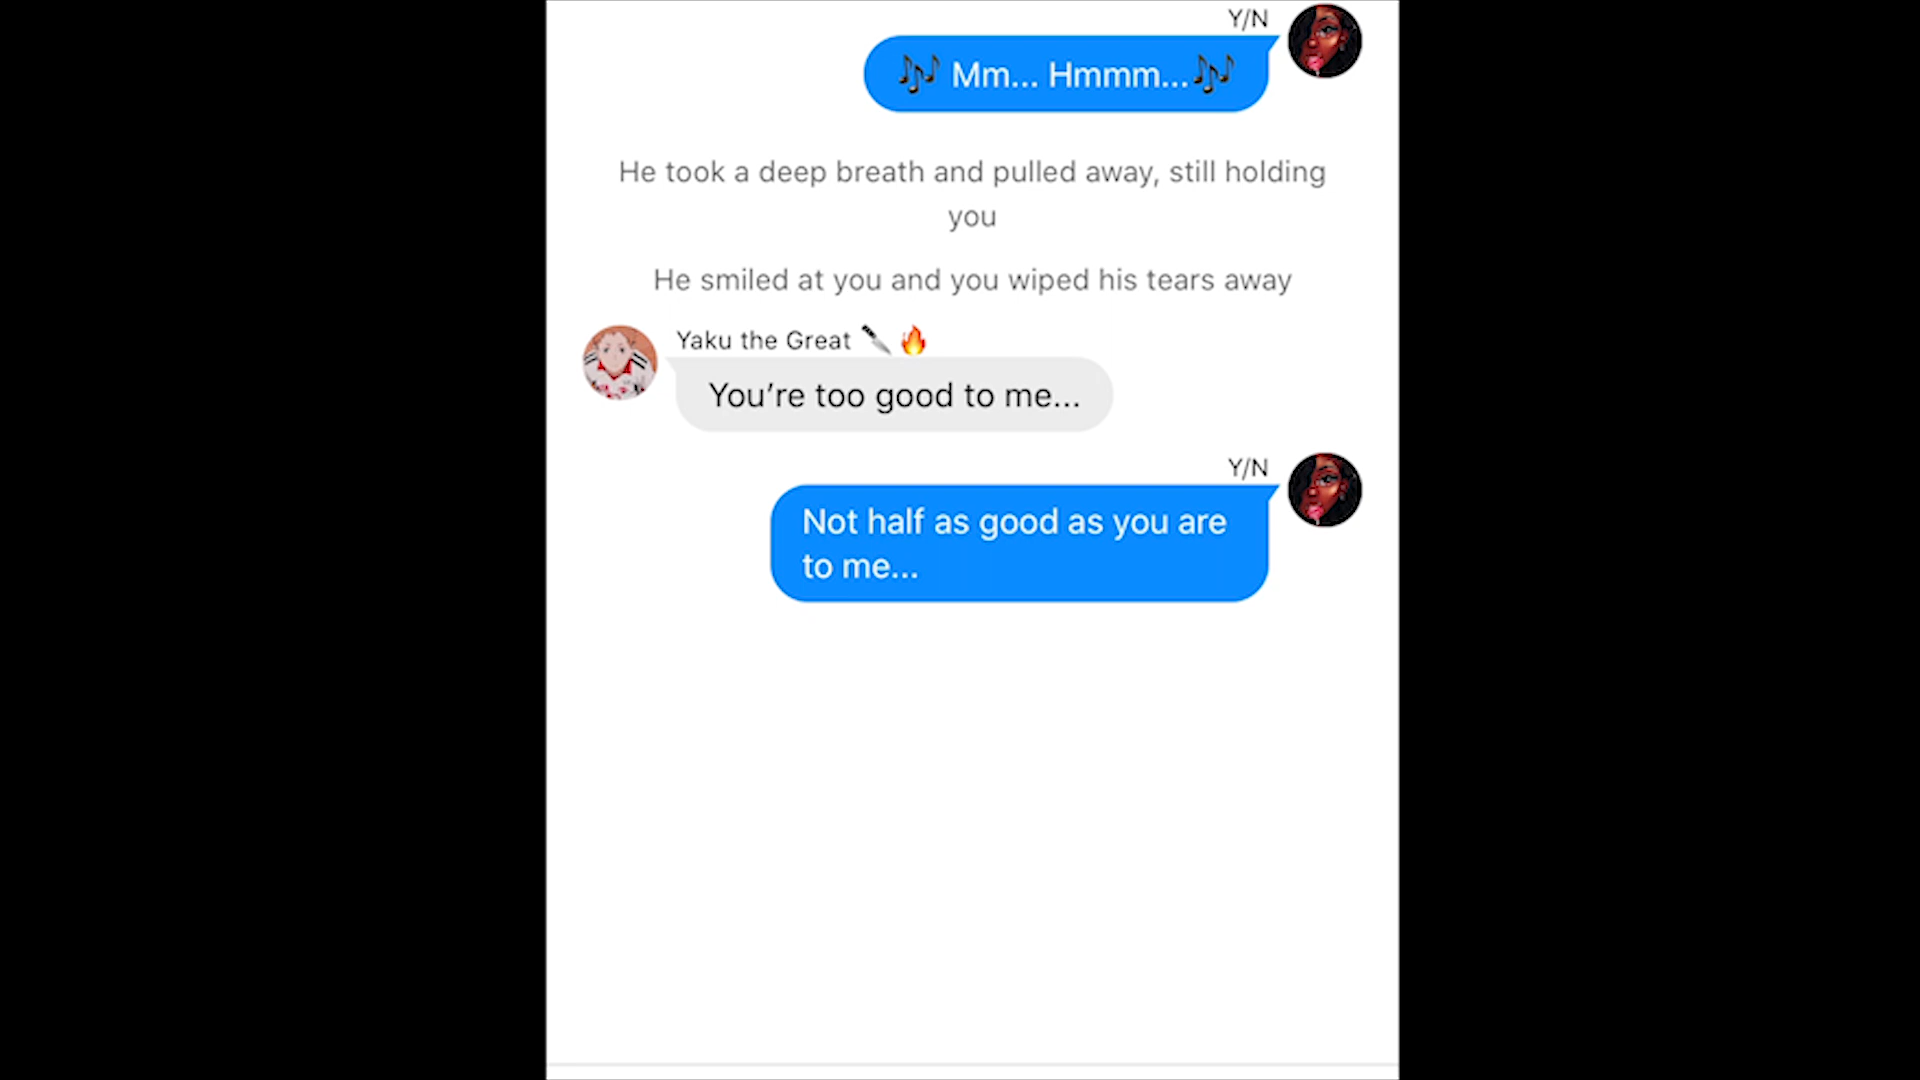 Y/N
🎶 Mm... Hmmm...🎶
He took a deep breath and pulled away, still holding
you
He smiled at you and you wiped his tears away
Yaku the Great 🔪 🔥
You’re too good to me...
Y/N
Not half as good as you are
to me...